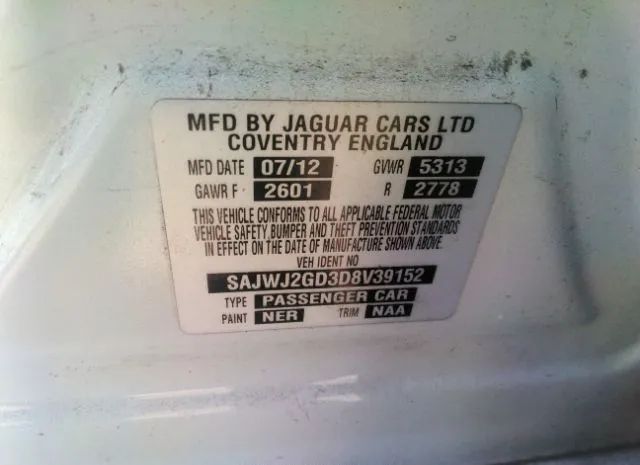 MFD BY JAGUAR CARS LTD
COVENTRY ENGLAND
MFD DATE 07/12 GVWR 5313
GAWR F 2601 R 2778
THIS VEHICLE CONFORMS TO ALL APPLICABLE FEDERAL MOTOR
VEHICLE SAFETY, BUMPER AND THEFT PREVENTION STANDARDS
IN EFFECT ON THE DATE OF MANUFACTURE SHOWN ABOVE.
VEH IDENT NO
SAJWJ2GD3D8V39152
TYPE PASSENGER CAR
PAINT NER TRIM NAA